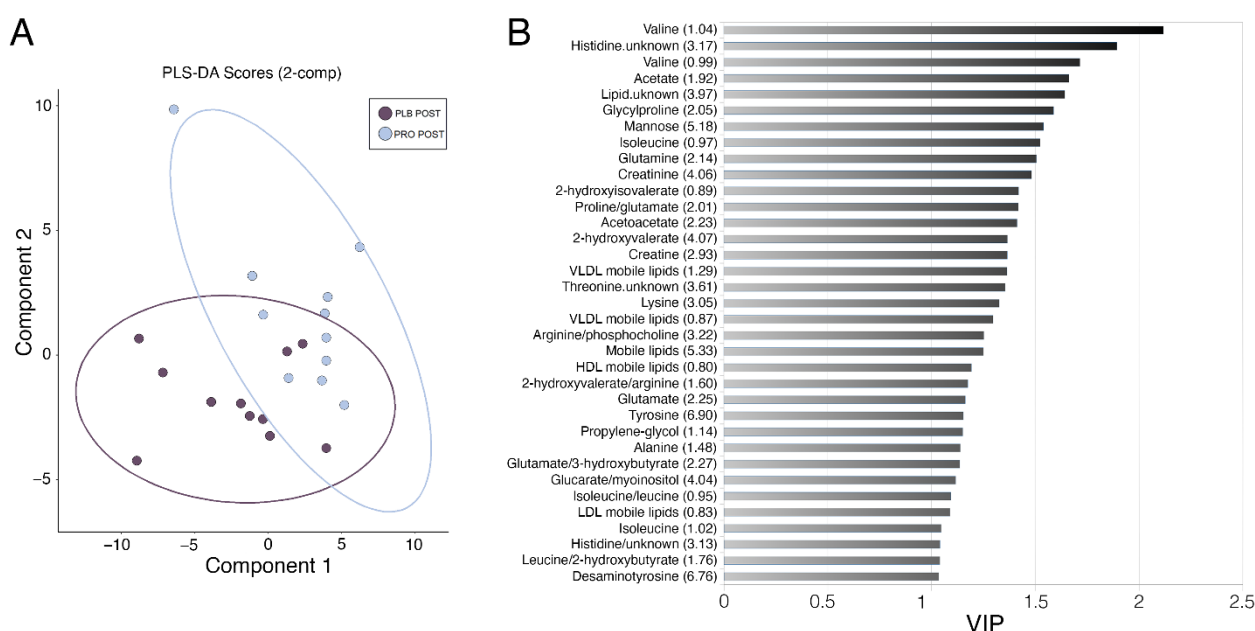 A
PLS-DA Scores (2-comp)
PLB POST
PRO POST
10
5
0
−5
Component 2
−10
−5
0
5
10
Component 1
B
Valine (1.04)
Histidine.unknown (3.17)
Valine (0.99)
Acetate (1.92)
Lipid.uknown (3.97)
Glycylproline (2.05)
Mannose (5.18)
Isoleucine (0.97)
Glutamine (2.14)
Creatinine (4.06)
2-hydroxyisovalerate (0.89)
Proline/glutamate (2.01)
Acetoacetate (2.23)
2-hydroxyvalerate (4.07)
Creatine (2.93)
VLDL mobile lipids (1.29)
Threonine.unknown (3.61)
Lysine (3.05)
VLDL mobile lipids (0.87)
Arginine/phosphocholine (3.22)
Mobile lipids (5.33)
HDL mobile lipids (0.80)
2-hydroxyvalerate/arginine (1.60)
Glutamate (2.25)
Tyrosine (6.90)
Propylene-glycol (1.14)
Alanine (1.48)
Glutamate/3-hydroxybutyrate (2.27)
Glucarate/myoinositol (4.04)
Isoleucine/leucine (0.95)
LDL mobile lipids (0.83)
Isoleucine (1.02)
Histidine/unknown (3.13)
Leucine/2-hydroxybutyrate (1.76)
Desaminotyrosine (6.76)
0
0.5
1
1.5
2
2.5
VIP